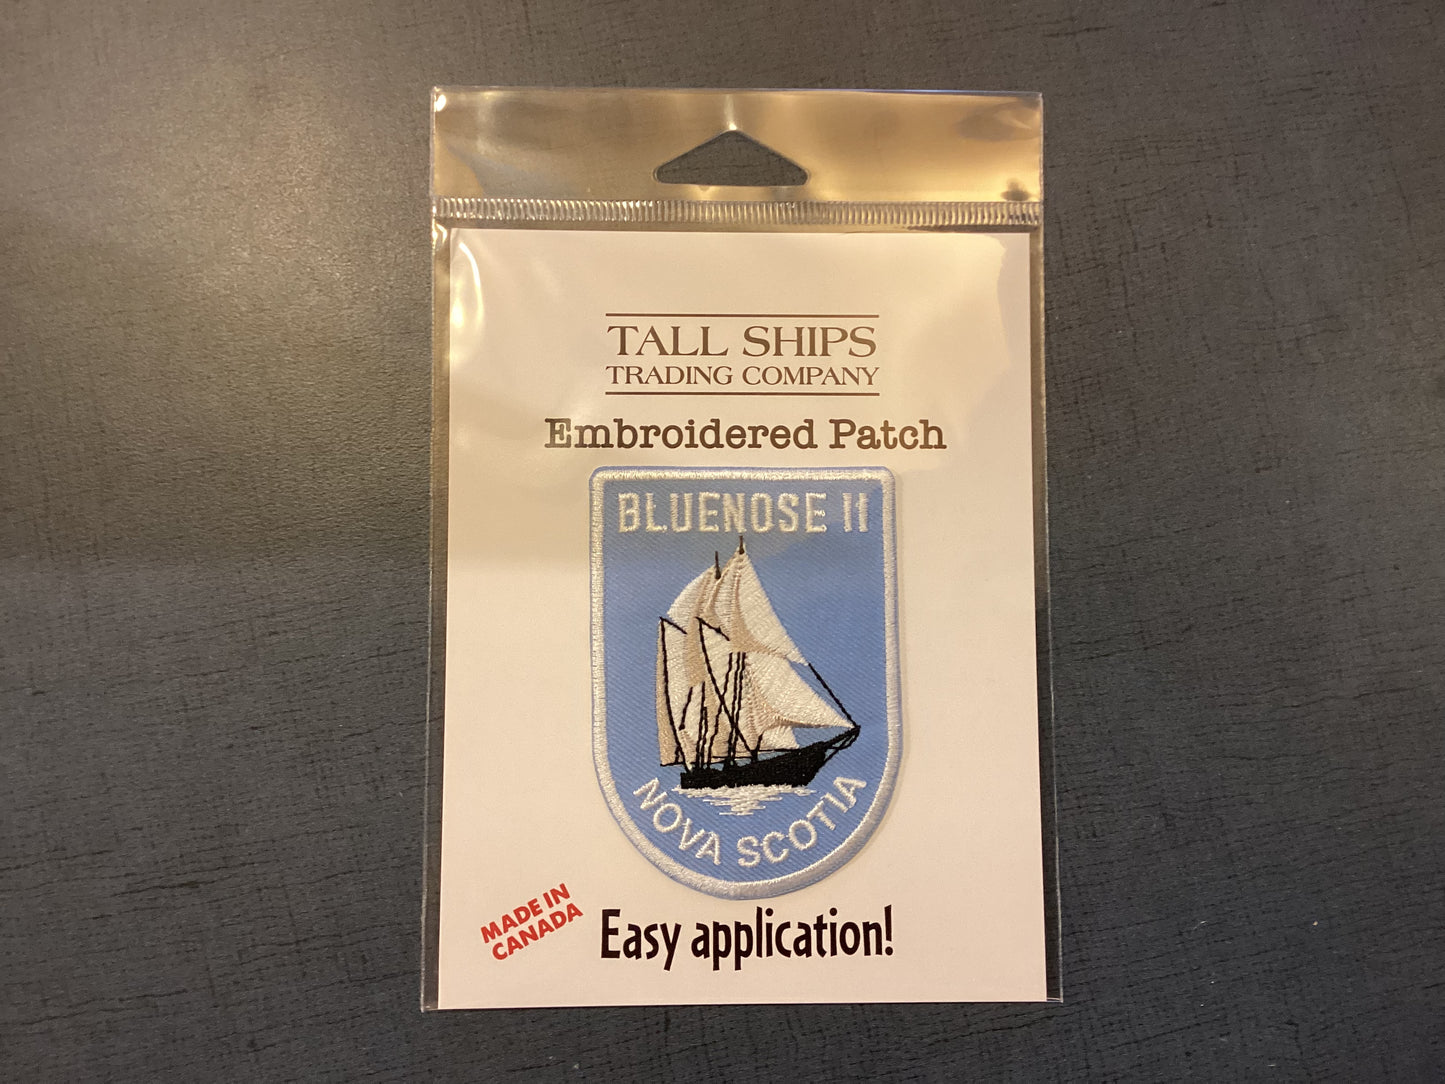 TALL SHIPS
TRADING COMPANY
Embroidered Patch
BLUENOSE II
NOVA SCOTIA
MADE IN
CANADA
Easy application!